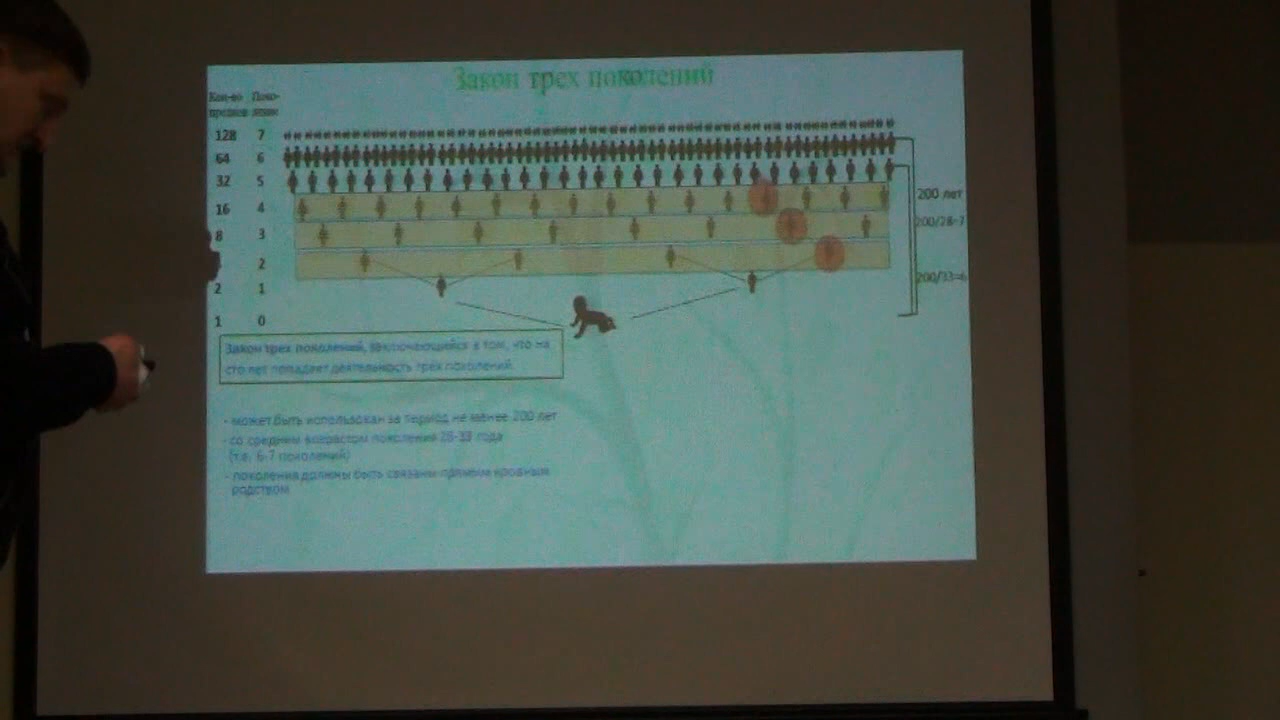 Закон трех поколений
Кол-во Поко-
предков ление
128 7
64 6
32 5
16 4
8 3
2
2 1
1 0
200 лет
200/28=7
200/33=6
Закон трех поколений, заключающейся в том, что на
сто лет попадает деятельность трех поколений.
- может быть использован за период не менее 200 лет
- со средним возрастом поколения 28-33 года
(т.е. 6-7 поколений)
- поколения должны быть связаны прямым кровным
родством